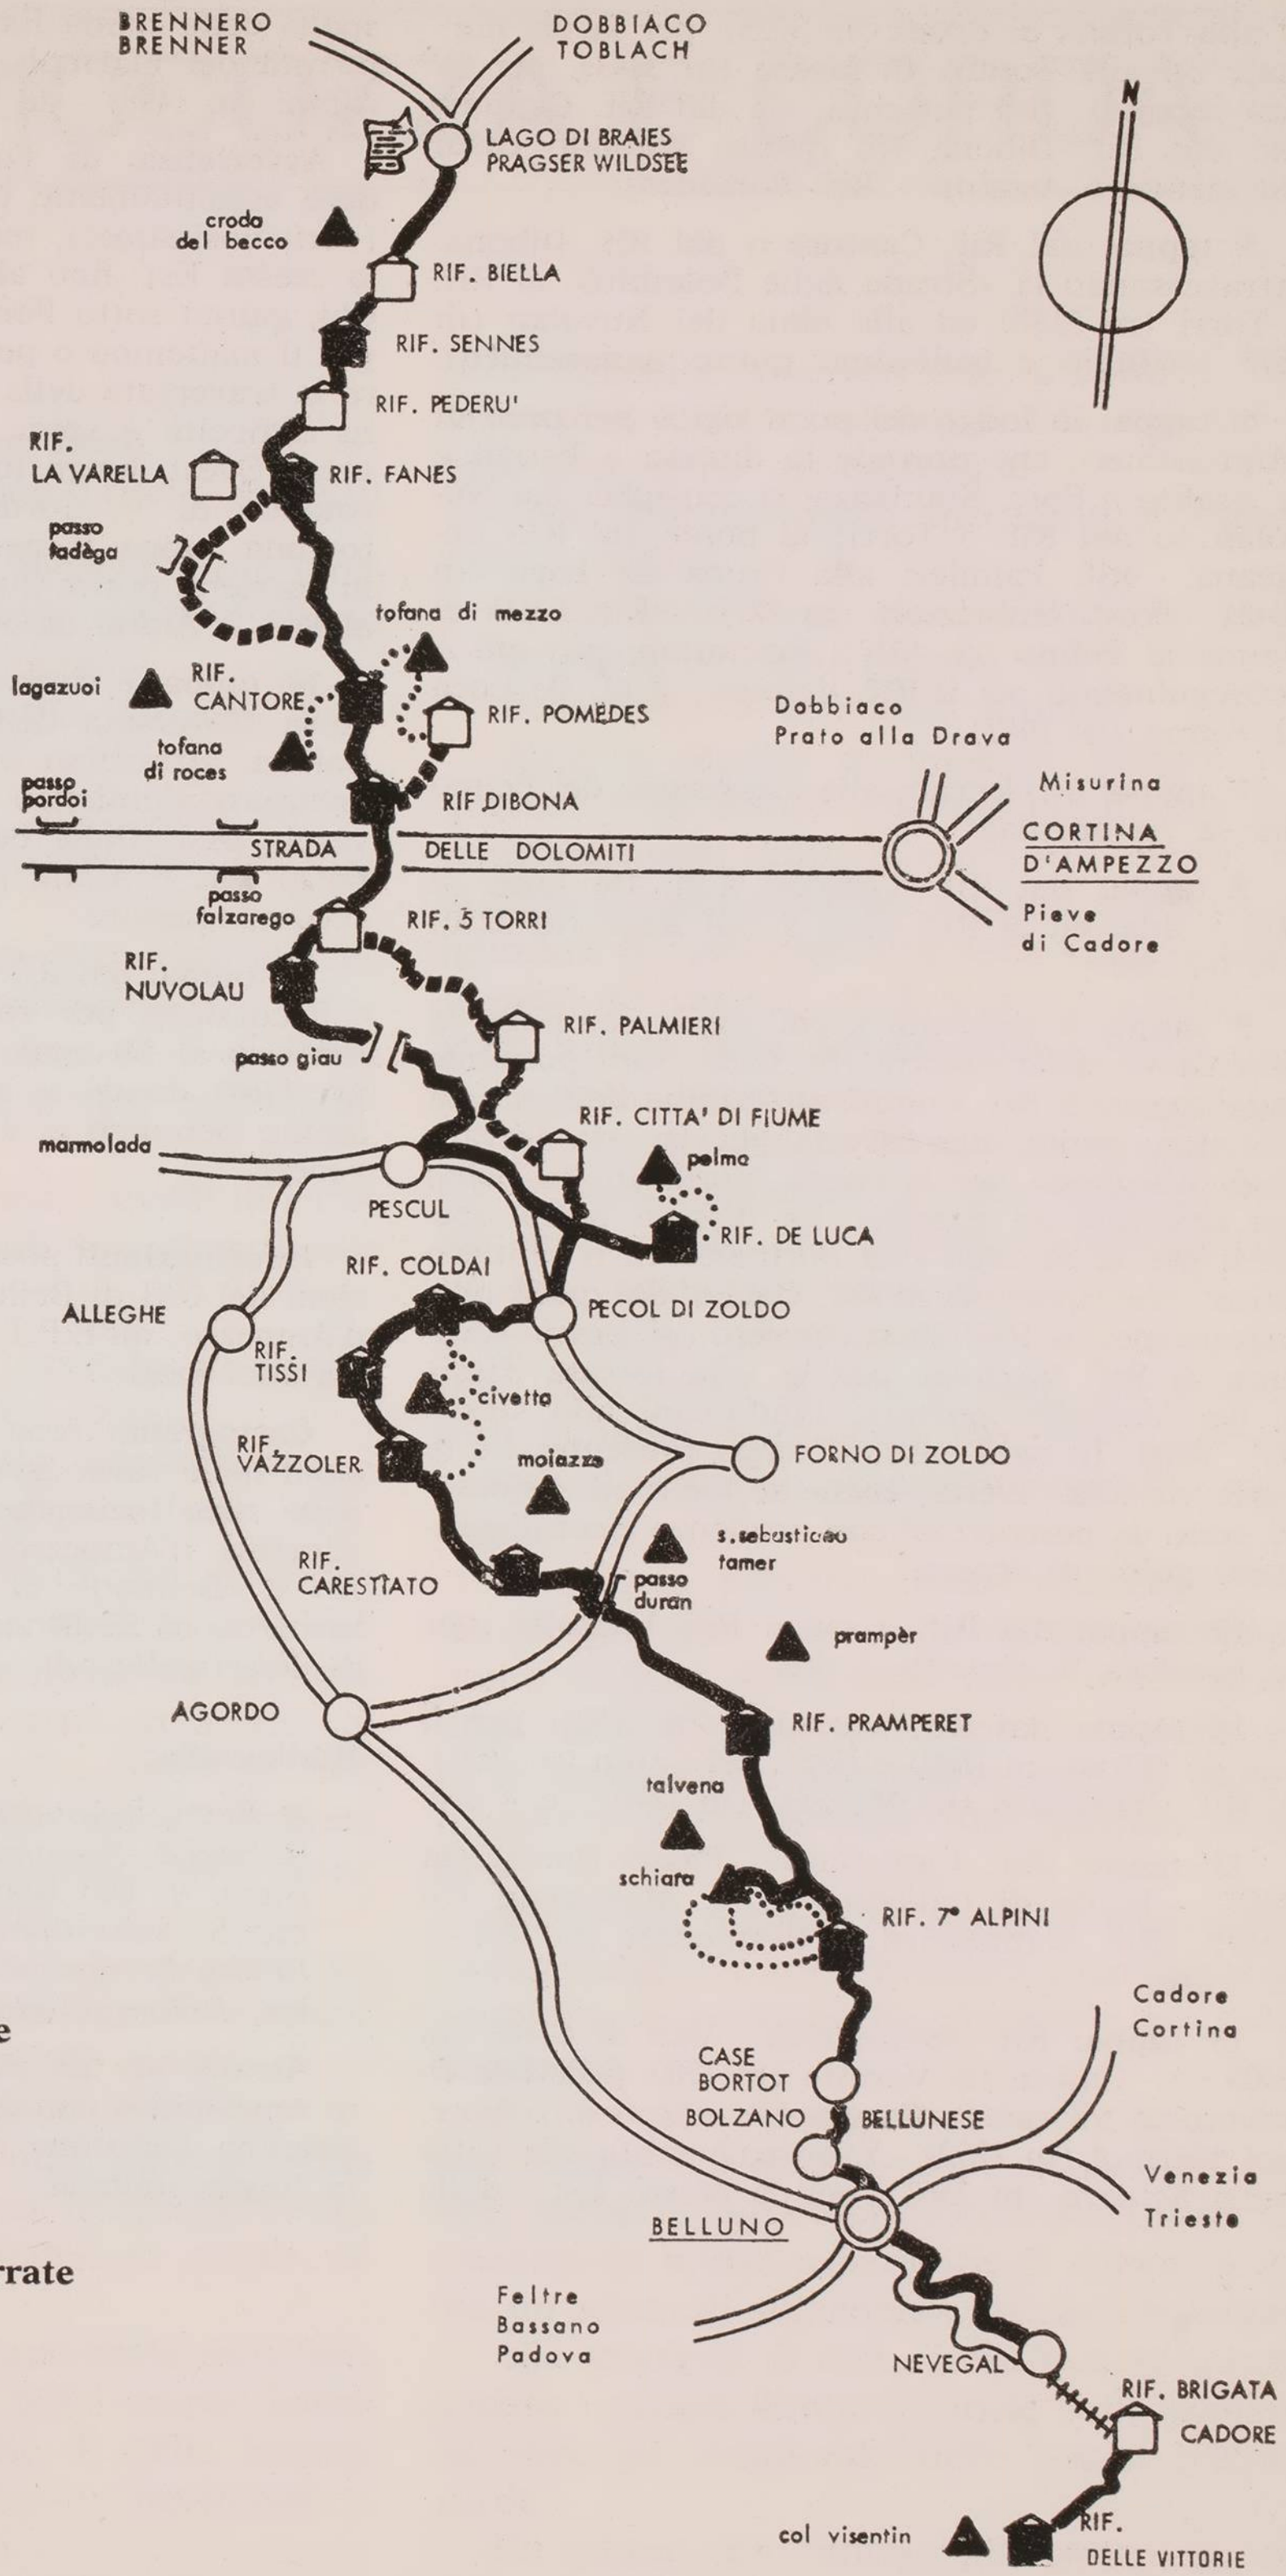 BRENNERO
BRENNER
DOBBIACO
TOBLACH
N
LAGO DI BRAIES
PRAGSER WILDSEE
croda
del becco
RIF. BIELLA
RIF. SENNES
RIF. PEDERU'
RIF.
LA VARELLA
RIF. FANES
passo
tadèga
tofana di mezzo
lagazuoi
RIF.
CANTORE
RIF. POMEDES
tofana
di roces
Dobbiaco
Prato alla Drava
passo
pordoi
RIF. DIBONA
Misurina
CORTINA
D'AMPEZZO
STRADA DELLE DOLOMITI
passo
falzarego
Pieve
di Cadore
RIF. 5 TORRI
RIF.
NUVOLAU
RIF. PALMIERI
passo giau
RIF. CITTA' DI FIUME
marmolada
pelmo
PESCUL
RIF. DE LUCA
RIF. COLDAI
ALLEGHE
PECOL DI ZOLDO
RIF.
TISSI
civetta
RIF.
VAZZOLER
moiazza
FORNO DI ZOLDO
s.sebastiano
tamer
RIF.
CARESTIATO
passo
duran
prampèr
AGORDO
RIF. PRAMPERET
talvena
schiara
RIF. 7° ALPINI
Cadore
Cortina
e
CASE
BORTOT
BOLZANO BELLUNESE
Venezia
Trieste
BELLUNO
rrate
Feltre
Bassano
Padova
NEVEGAL
RIF. BRIGATA
CADORE
col visentin
RIF.
DELLE VITTORIE